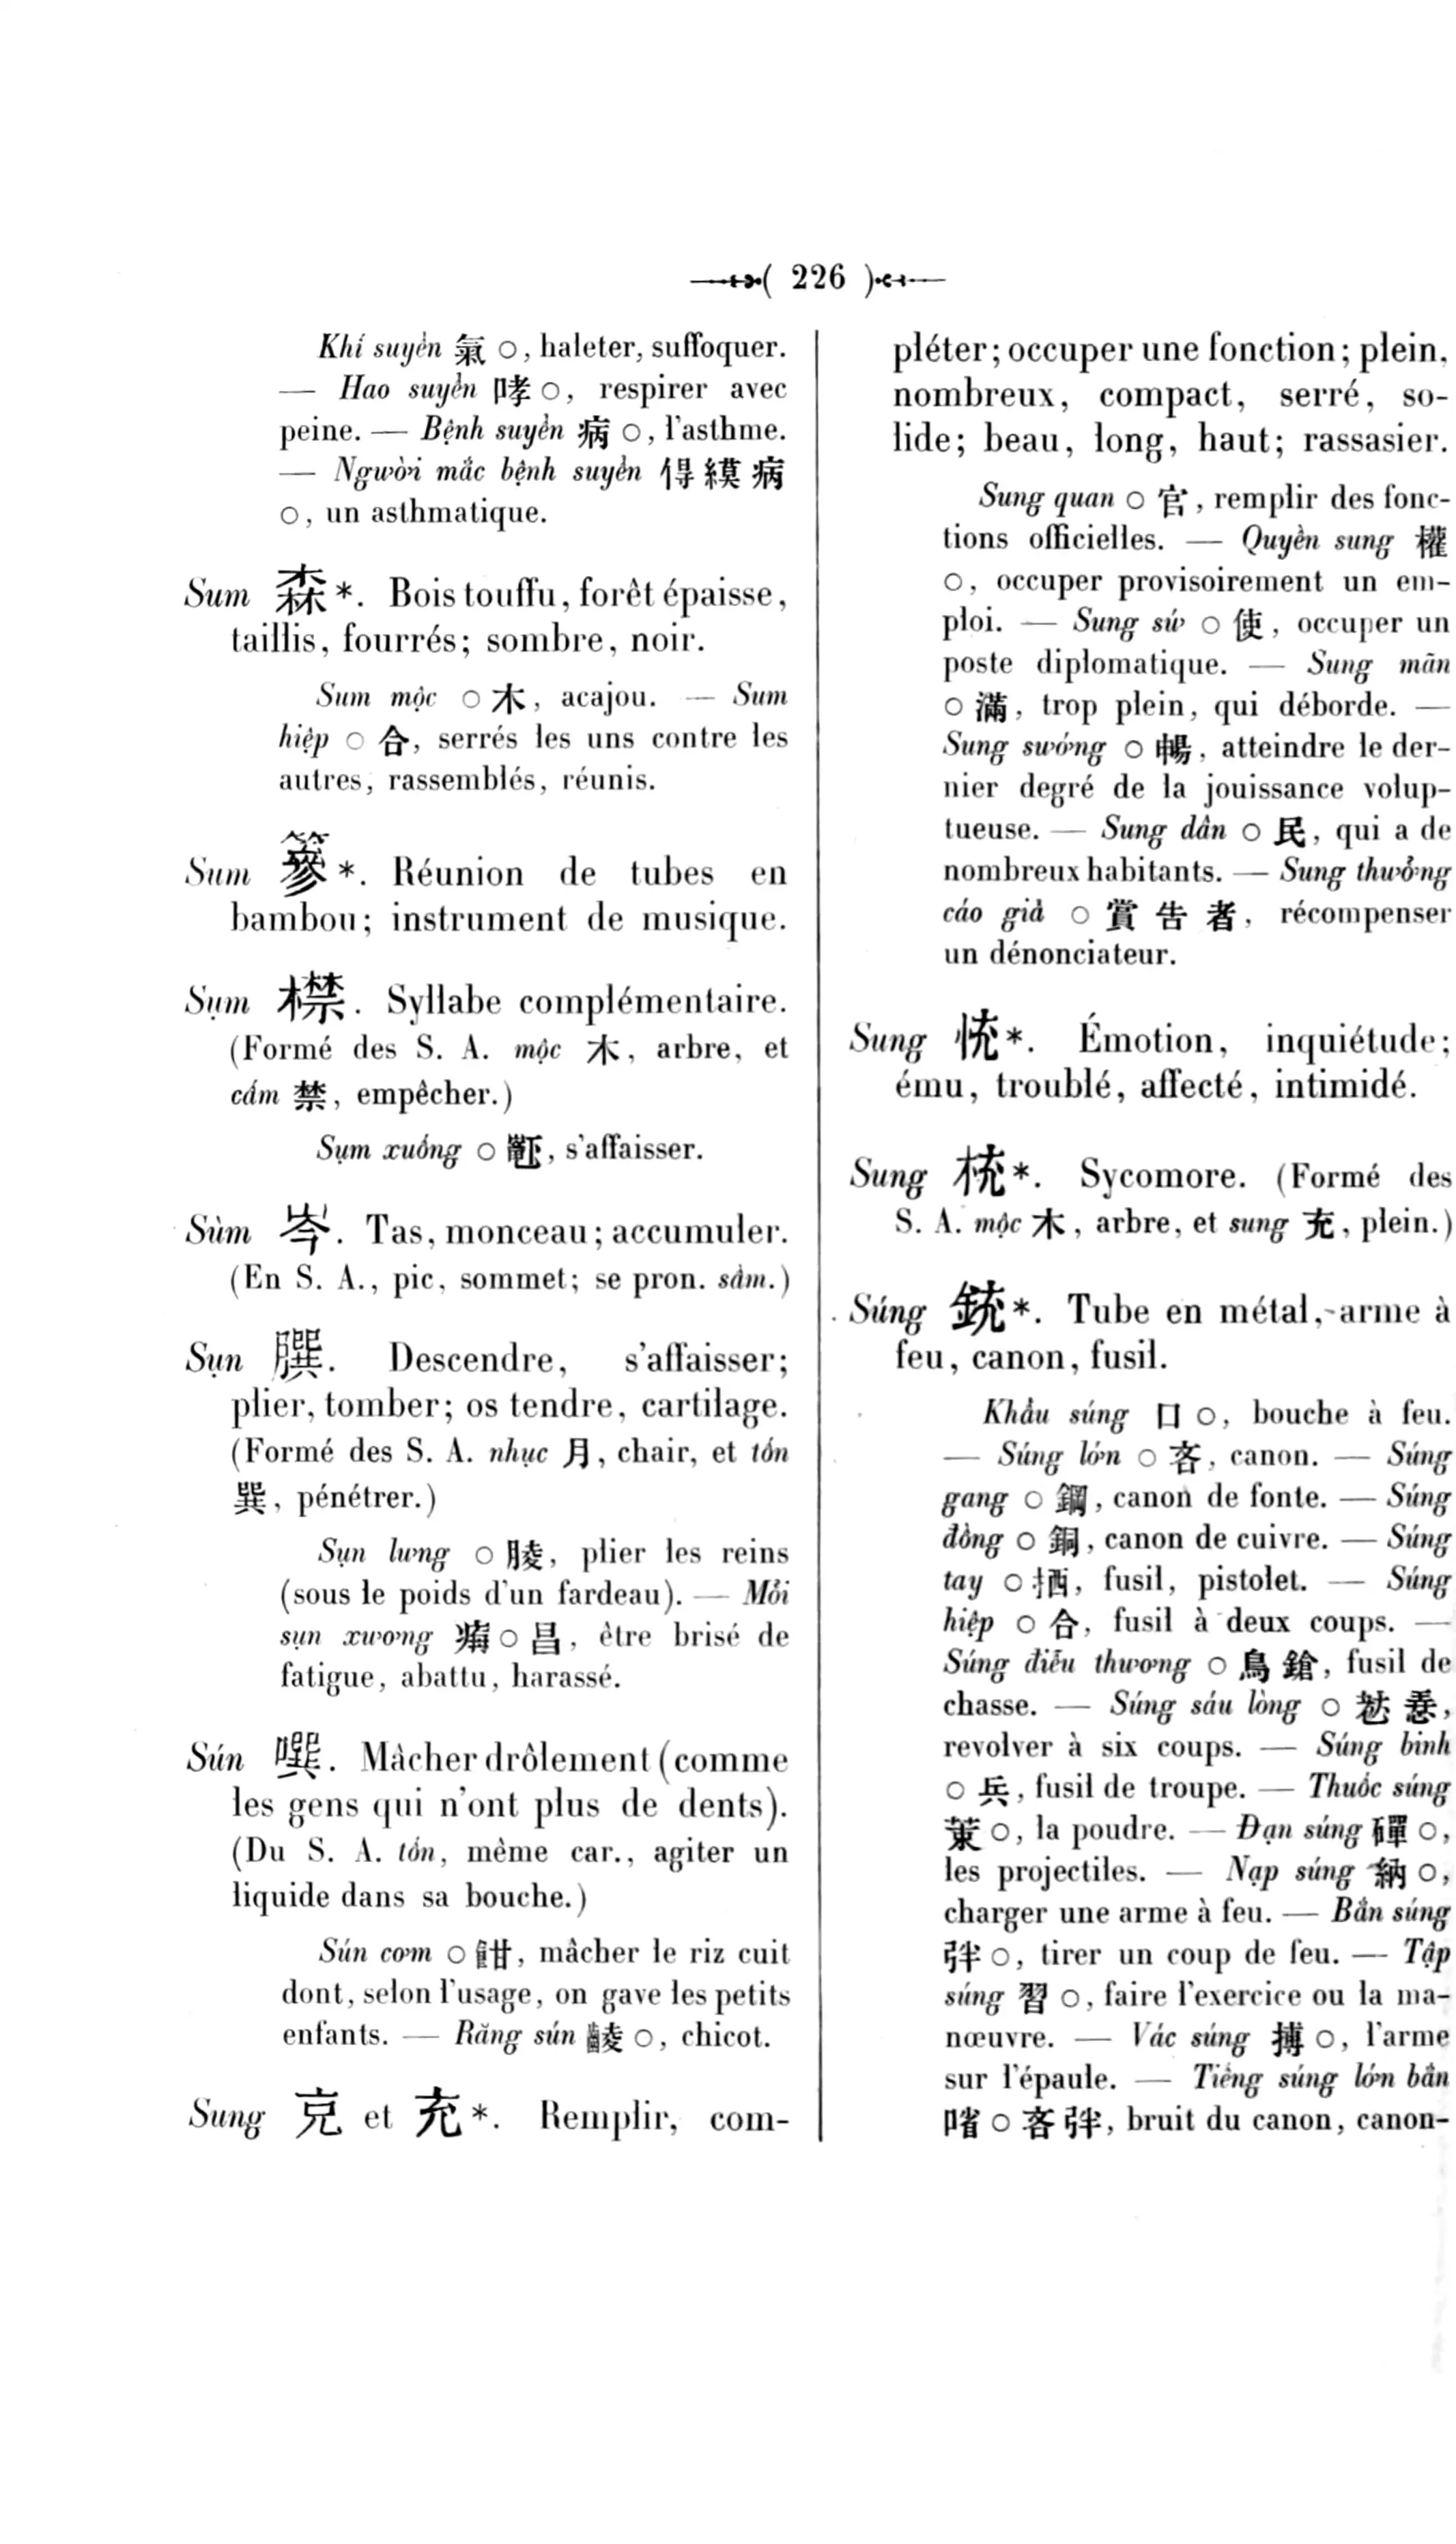 ( 226 )
Khí suyễn 氣 ○, haleter, suffoquer.
— Hao suyễn 哮 ○, respirer avec
peine. — Bệnh suyễn 病 ○, l'asthme.
— Người mắc bệnh suyễn 㝵 縸 病
○, un asthmatique.
Sum 森 *. Bois touffu, forêt épaisse,
taillis, fourrés; sombre, noir.
Sum mộc ○ 木, acajou. — Sum
hiệp ○ 合, serrés les uns contre les
autres, rassemblés, réunis.
Sum 篸 *. Réunion de tubes en
bambou; instrument de musique.
Sụm 檪. Syllabe complémentaire.
(Formé des S. A. mộc 木, arbre, et
cấm 禁, empêcher.)
Sụm xuống ○, s'affaisser.
Sùm 岑. Tas, monceau; accumuler.
(En S. A., pic, sommet; se pron. sầm.)
Sụn 膶. Descendre, s'affaisser;
plier, tomber; os tendre, cartilage.
(Formé des S. A. nhục 月, chair, et tốn
巽, pénétrer.)
Sụn lưng ○ 䏠, plier les reins
(sous le poids d'un fardeau). — Mỏi
sụn xương ○ 昌, être brisé de
fatigue, abattu, harassé.
Sún 噀. Mâcher drôlement (comme
les gens qui n'ont plus de dents).
(Du S. A. tốn, même car., agiter un
liquide dans sa bouche.)
Sún cơm ○ 䬲, mâcher le riz cuit
dont, selon l'usage, on gave les petits
enfants. — Răng sún ○, chicot.
Sung 㐬 et 充 *. Remplir, com-
pléter; occuper une fonction; plein,
nombreux, compact, serré, so-
lide; beau, long, haut; rassasier.
Sung quan ○ 官, remplir des fonc-
tions officielles. — Quyền sung 權
○, occuper provisoirement un em-
ploi. — Sung sứ ○ 使, occuper un
poste diplomatique. — Sung mãn
○ 滿, trop plein, qui déborde. —
Sung sướng ○ 暢, atteindre le der-
nier degré de la jouissance volup-
tueuse. — Sung dân ○ 民, qui a de
nombreux habitants. — Sung thưởng
cáo giả ○ 賞 告 者, récompenser
un dénonciateur.
Sung 㤝 *. Émotion, inquiétude;
ému, troublé, affecté, intimidé.
Sung 梳 *. Sycomore. (Formé des
S. A. mộc 木, arbre, et sung 充, plein.)
Súng 銃 *. Tube en métal, arme à
feu, canon, fusil.
Khẩu súng 口 ○, bouche à feu.
— Súng lớn ○ 吝, canon. — Súng
gang ○ 鋼, canon de fonte. — Súng
đồng ○ 銅, canon de cuivre. — Súng
tay ○ 拪, fusil, pistolet. — Súng
hiệp ○ 合, fusil à deux coups. —
Súng điểu thương ○ 鳥 鎗, fusil de
chasse. — Súng sáu lòng ○,
revolver à six coups. — Súng binh
○ 兵, fusil de troupe. — Thuốc súng
○, la poudre. — Đạn súng 磾 ○,
les projectiles. — Nạp súng 納 ○,
charger une arme à feu. — Bắn súng
○, tirer un coup de feu. — Tập
súng 習 ○, faire l'exercice ou la ma-
nœuvre. — Vác súng 搏 ○, l'arme
sur l'épaule. — Tiếng súng lớn bắn
㗂 ○ 吝, bruit du canon, canon-